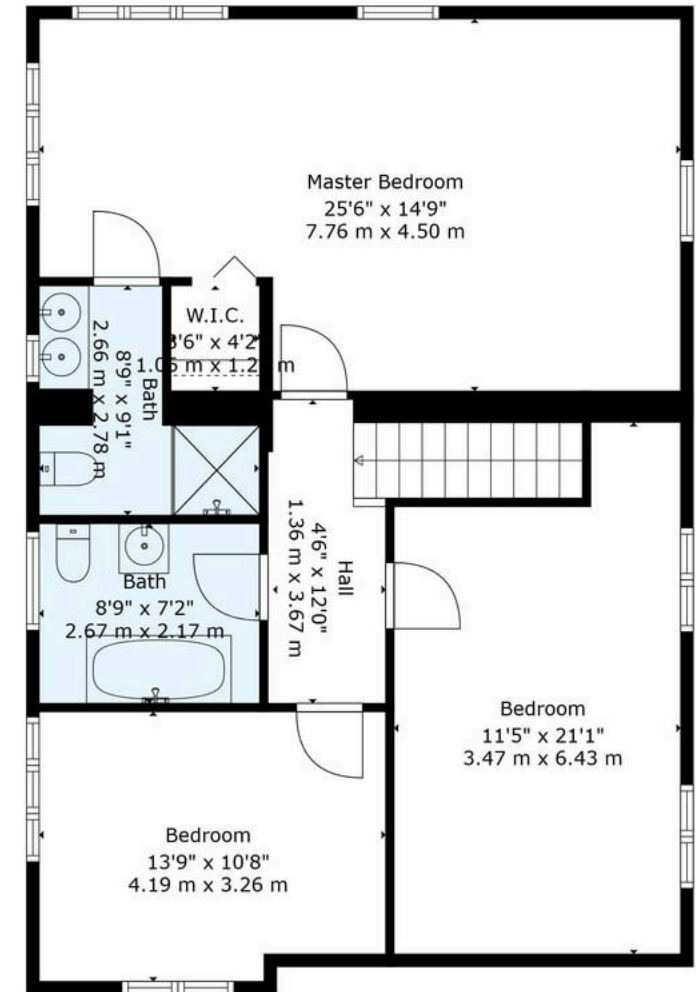 Master Bedroom
25'6" x 14'9"
7.76 m x 4.50 m
W.I.C.
x 4'2"
m x m
Bath
8'9" x 9'1"
2.66 m x 2.78 m
Hall
4'6" x 12'0"
1.36 m x 3.67 m
Bath
8'9" x 7'2"
2.67 m x 2.17 m
Bedroom
11'5" x 21'1"
3.47 m x 6.43 m
Bedroom
13'9" x 10'8"
4.19 m x 3.26 m